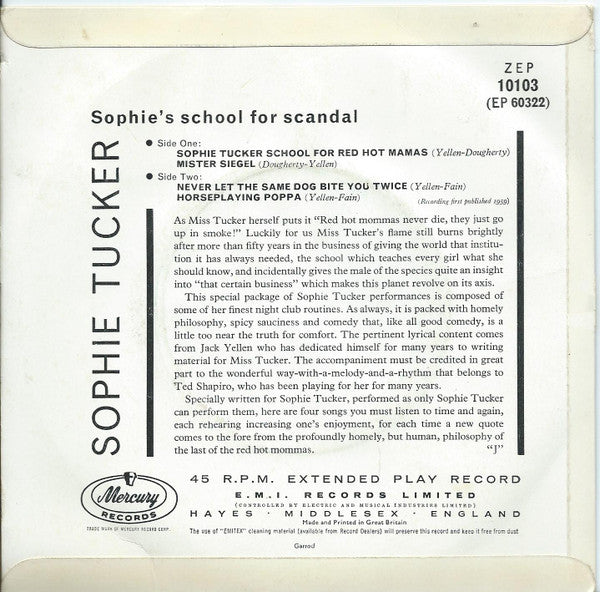 ZEP
10103
(EP 60322)
Sophie's school for scandal
SOPHIE TUCKER
● Side One:
SOPHIE TUCKER SCHOOL FOR RED HOT MAMAS (Yellen-Dougherty)
MISTER SIEGEL (Dougherty-Yellen)
● Side Two:
NEVER LET THE SAME DOG BITE YOU TWICE (Yellen-Fain)
HORSEPLAYING POPPA (Yellen-Fain)
(Recording first published 1959)
As Miss Tucker herself puts it "Red hot mommas never die, they just go
up in smoke!" Luckily for us Miss Tucker's flame still burns brightly
after more than fifty years in the business of giving the world that institu-
tion it has always needed, the school which teaches every girl what she
should know, and incidentally gives the male of the species quite an insight
into "that certain business" which makes this planet revolve on its axis.
This special package of Sophie Tucker performances is composed of
some of her finest night club routines. As always, it is packed with homely
philosophy, spicy sauciness and comedy that, like all good comedy, is a
little too near the truth for comfort. The pertinent lyrical content comes
from Jack Yellen who has dedicated himself for many years to writing
material for Miss Tucker. The accompaniment must be credited in great
part to the wonderful way-with-a-melody-and-a-rhythm that belongs to
Ted Shapiro, who has been playing for her for many years.
Specially written for Sophie Tucker, performed as only Sophie Tucker
can perform them, here are four songs you must listen to time and again,
each rehearing increasing one's enjoyment, for each time a new quote
comes to the fore from the profoundly homely, but human, philosophy of
the last of the red hot mommas.
"J"
Mercury
RECORDS
TRADE MARK OF MERCURY RECORD CORP.
45 R.P.M. EXTENDED PLAY RECORD
E.M.I. RECORDS LIMITED
(CONTROLLED BY ELECTRIC AND MUSICAL INDUSTRIES LIMITED)
HAYES · MIDDLESEX · ENGLAND
Made and Printed in Great Britain
The use of "EMITEX" cleaning material (available from Record Dealers) will preserve this record and keep it free from dust
Garrod